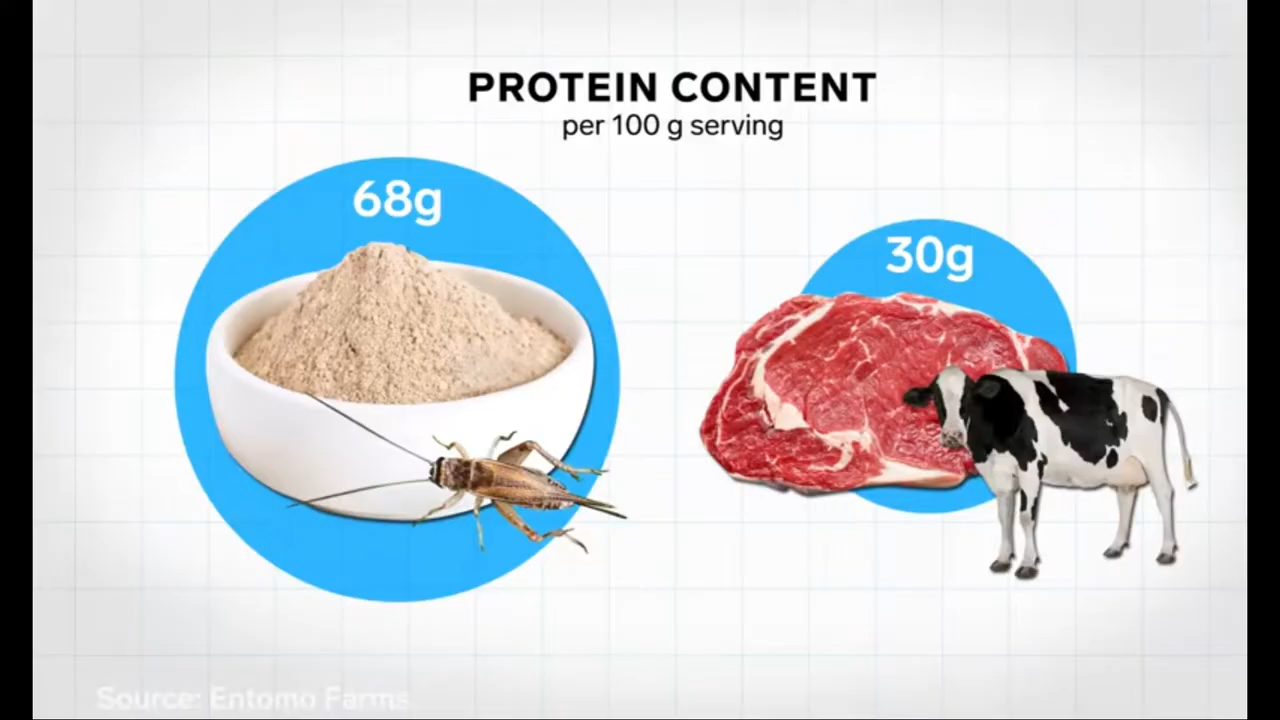 PROTEIN CONTENT
per 100 g serving
68g
30g
Source: Entomo Farms